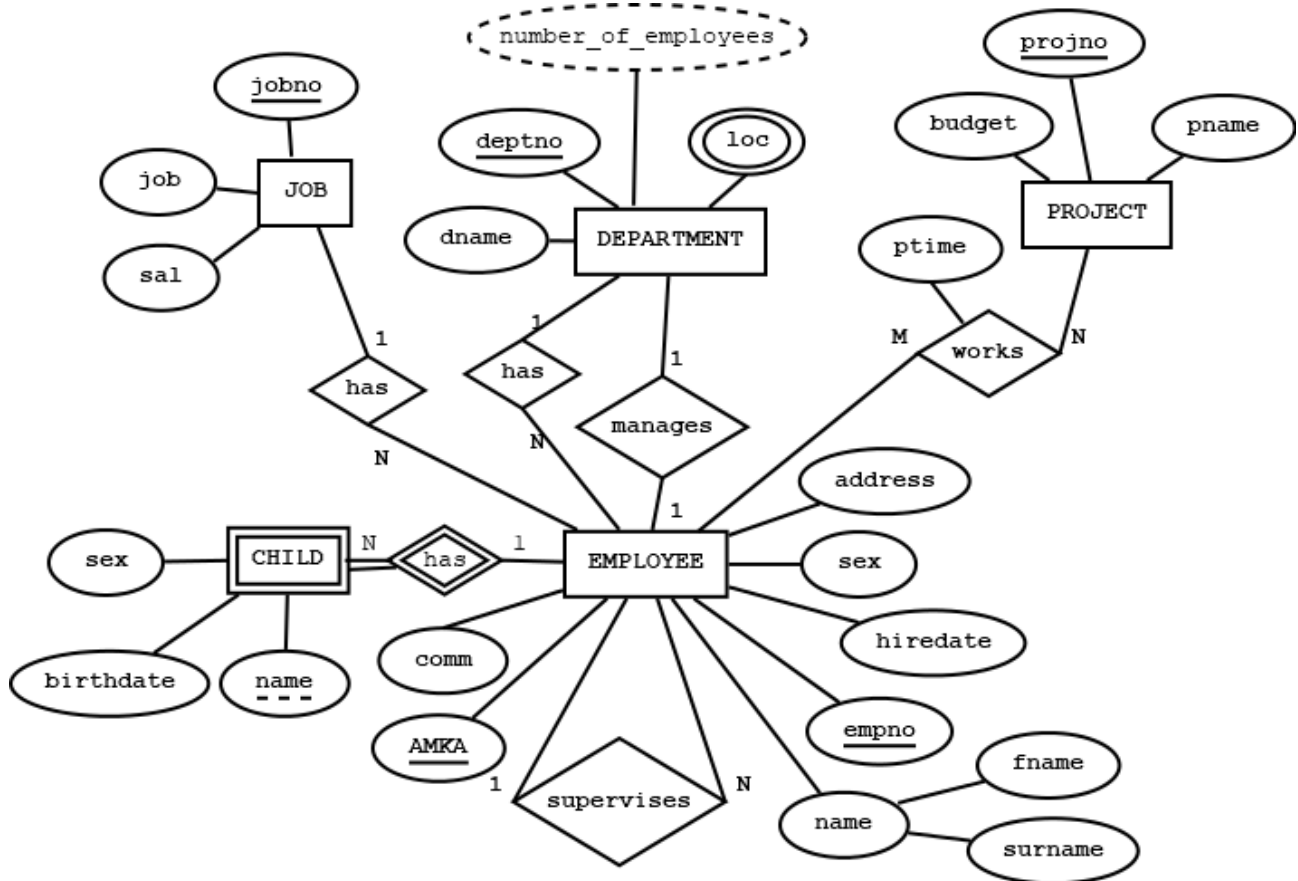 number_of_employees
projno
jobno
budget
pname
deptno
loc
job
JOB
PROJECT
dname
DEPARTMENT
ptime
sal
1
1
M
N
works
1
has
has
manages
N
N
address
1
sex
CHILD
N
has
1
EMPLOYEE
sex
hiredate
comm
birthdate
name
empno
AMKA
fname
1
N
supervises
name
surname